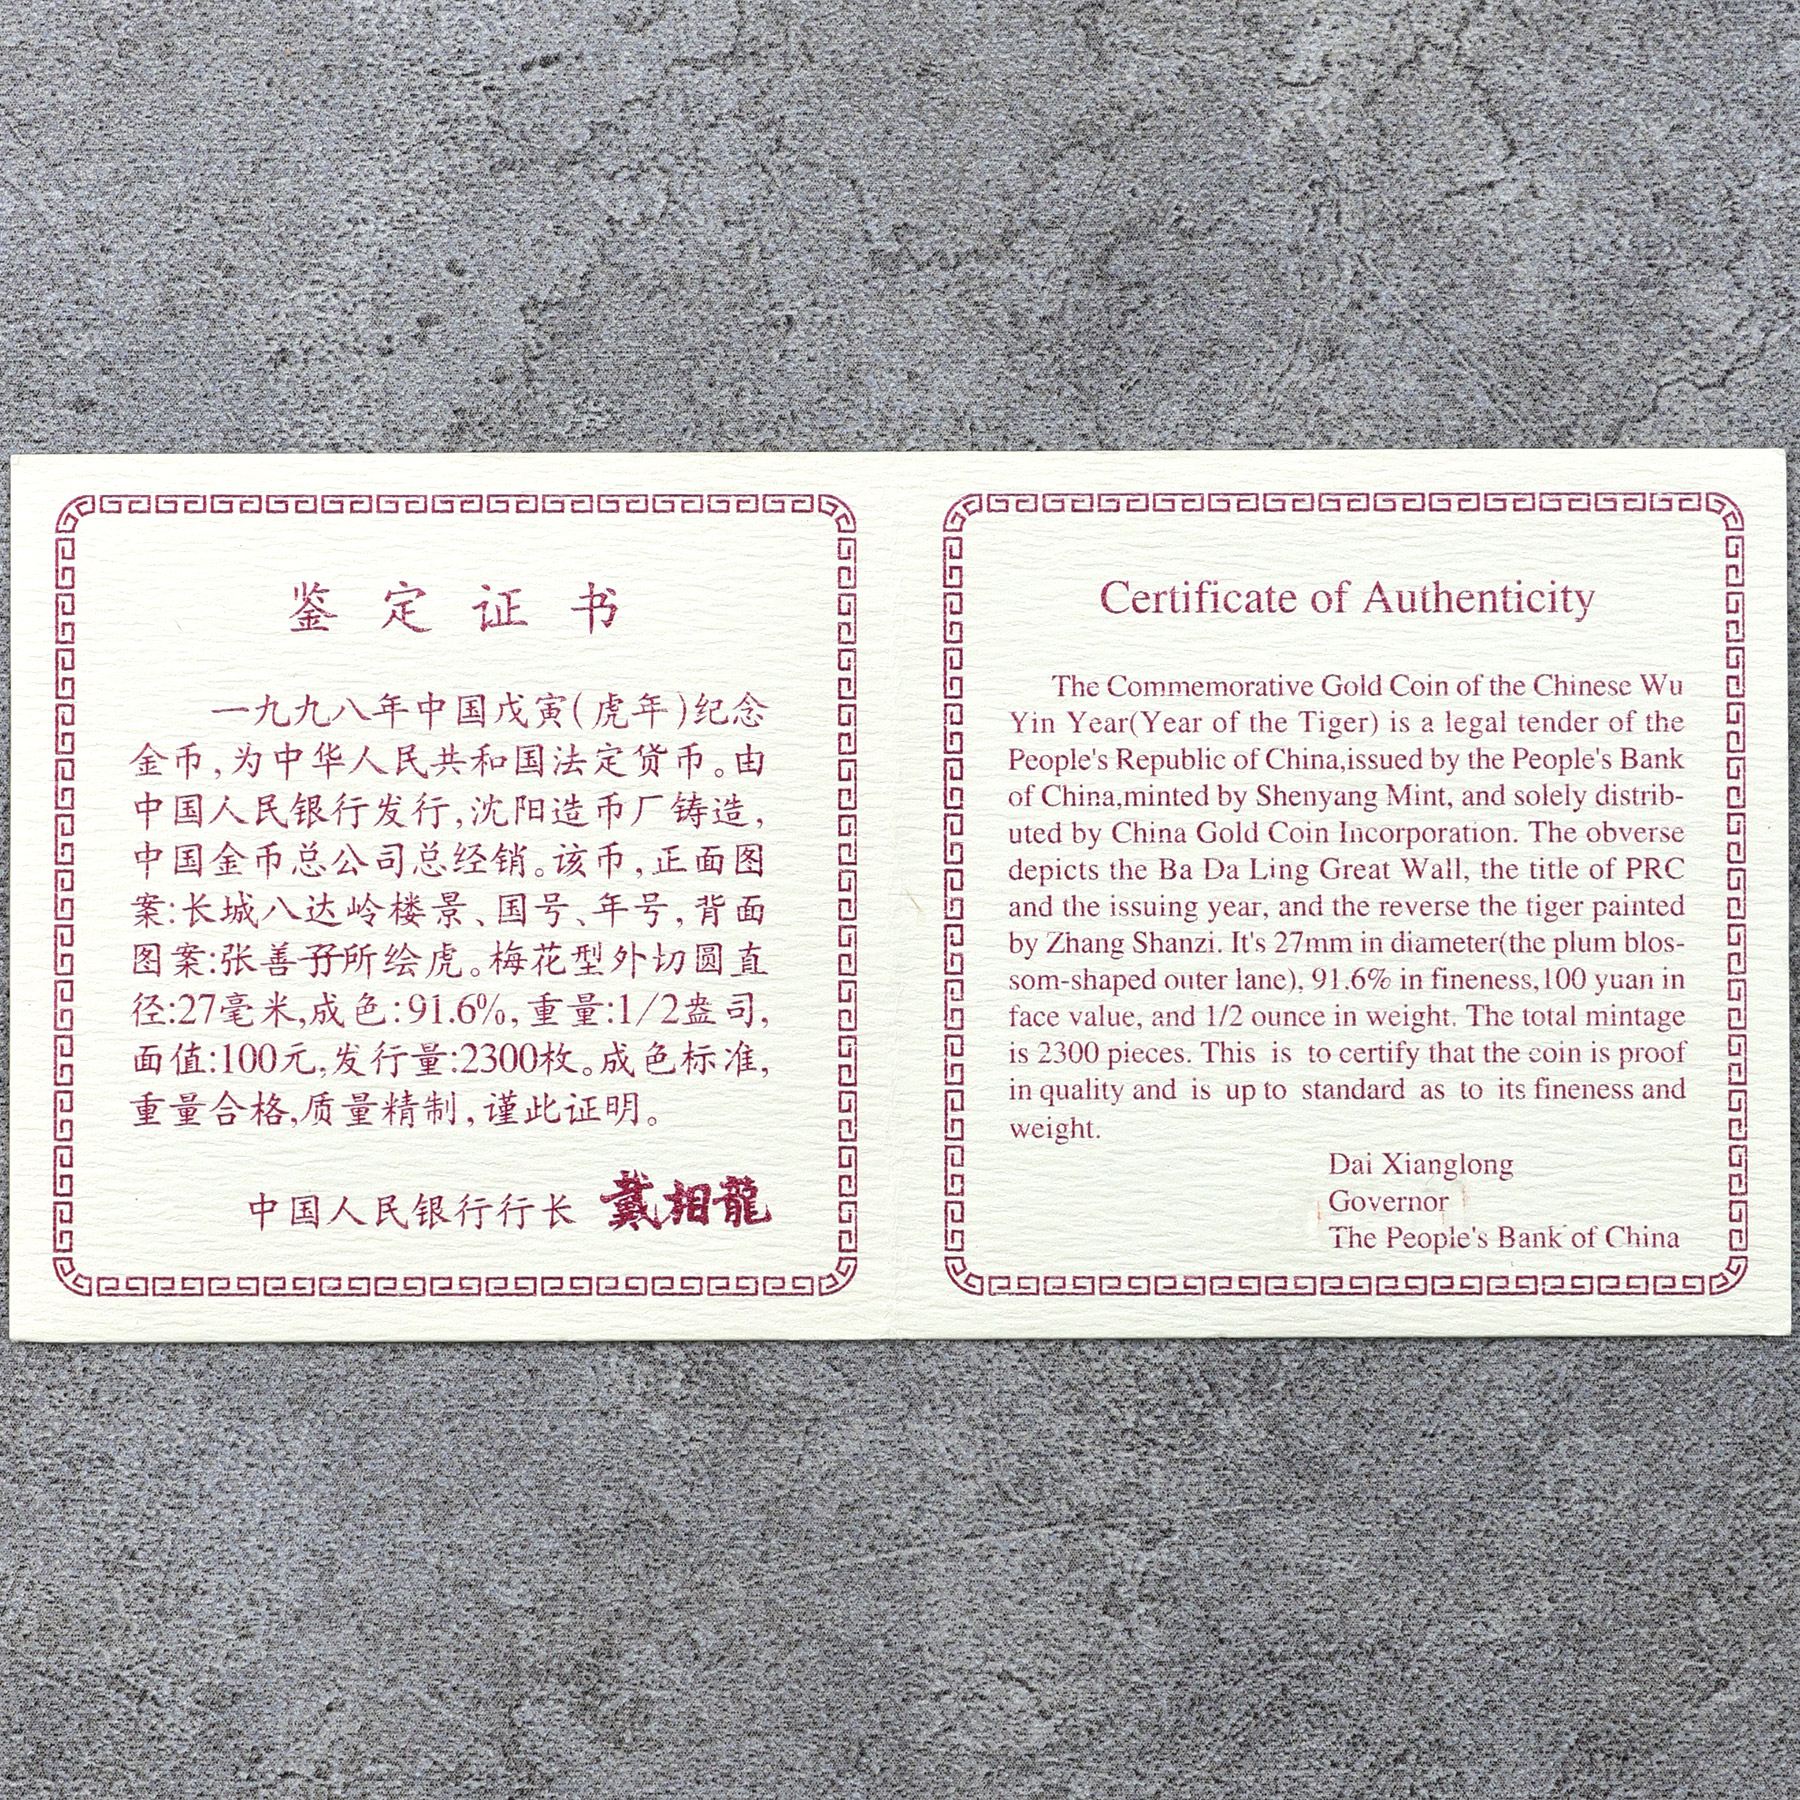 鉴定证书
一九九八年中国戊寅(虎年)纪念
金币,为中华人民共和国法定货币。由
中国人民银行发行,沈阳造币厂铸造,
中国金币总公司总经销。该币,正面图
案:长城八达岭楼景、国号、年号,背面
图案:张善孖所绘虎。梅花型外切圆直
径:27毫米,成色:91.6%,重量:1/2盎司,
面值:100元,发行量:2300枚。成色标准,
重量合格,质量精制,谨此证明。
中国人民银行行长 戴相龍
Certificate of Authenticity
The Commemorative Gold Coin of the Chinese Wu
Yin Year(Year of the Tiger) is a legal tender of the
People's Republic of China,issued by the People's Bank
of China,minted by Shenyang Mint, and solely distrib-
uted by China Gold Coin Incorporation. The obverse
depicts the Ba Da Ling Great Wall, the title of PRC
and the issuing year, and the reverse the tiger painted
by Zhang Shanzi. It's 27mm in diameter(the plum blos-
som-shaped outer lane), 91.6% in fineness,100 yuan in
face value, and 1/2 ounce in weight. The total mintage
is 2300 pieces. This is to certify that the coin is proof
in quality and is up to standard as to its fineness and
weight.
Dai Xianglong
Governor
The People's Bank of China